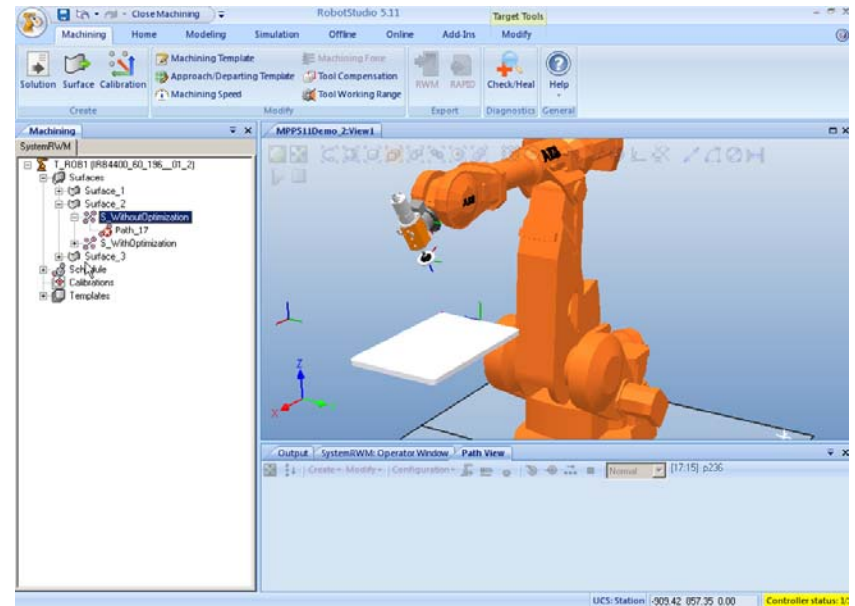 CloseMachining
RobotStudio 5.11
Target Tools
Machining Home Modeling Simulation Offline Online Add-Ins Modify
Solution Surface Calibration
Machining Template
Approach/Departing Template
Machining Speed
Machining Force
Tool Compensation
Tool Working Range
RWM RAPID
Check/Heal
Help
Create Modify Export Diagnostics General
Machining
SystemRWM
MPP511Demo_2:View1
T_ROB1 (IRB4400_60_196__01_2)
Surfaces
Surface_1
Surface_2
S_WithoutOptimization
Path_17
S_WithOptimization
Surface_3
Calibrations
Templates
ABB
ABB
Z
X
Output SystemRWM: Operator Window Path View
Create Modify Configuration Normal [17:15] p236
UCS: Station -909.42 857.35 0.00 Controller status: 1/